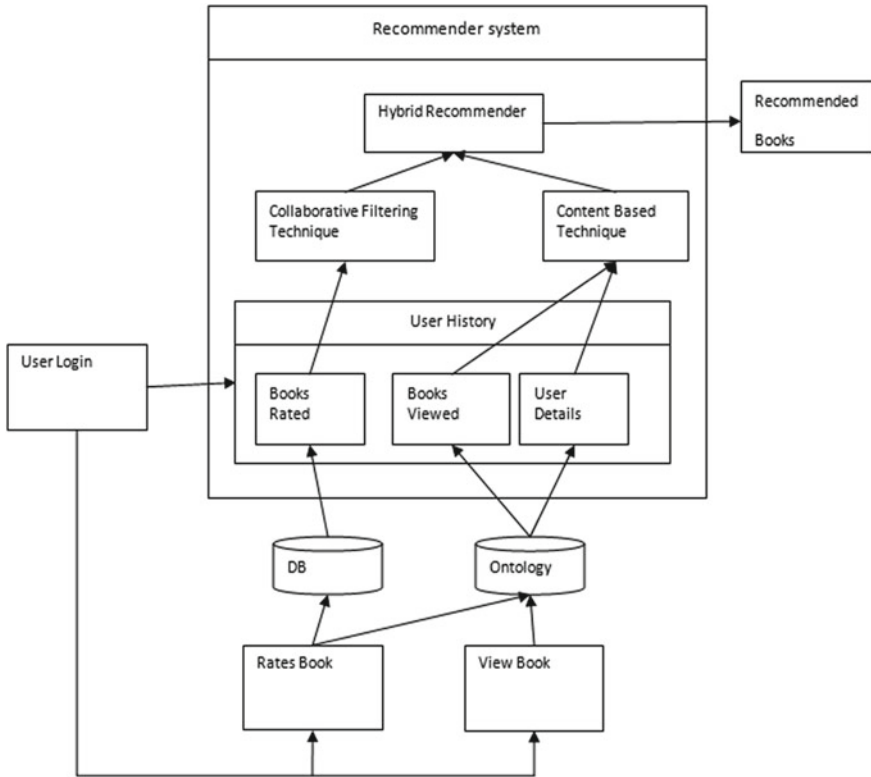 Recommender system
Hybrid Recommender
Recommended
Books
Collaborative Filtering
Technique
Content Based
Technique
User History
User Login
Books
Rated
Books
Viewed
User
Details
DB
Ontology
Rates Book
View Book